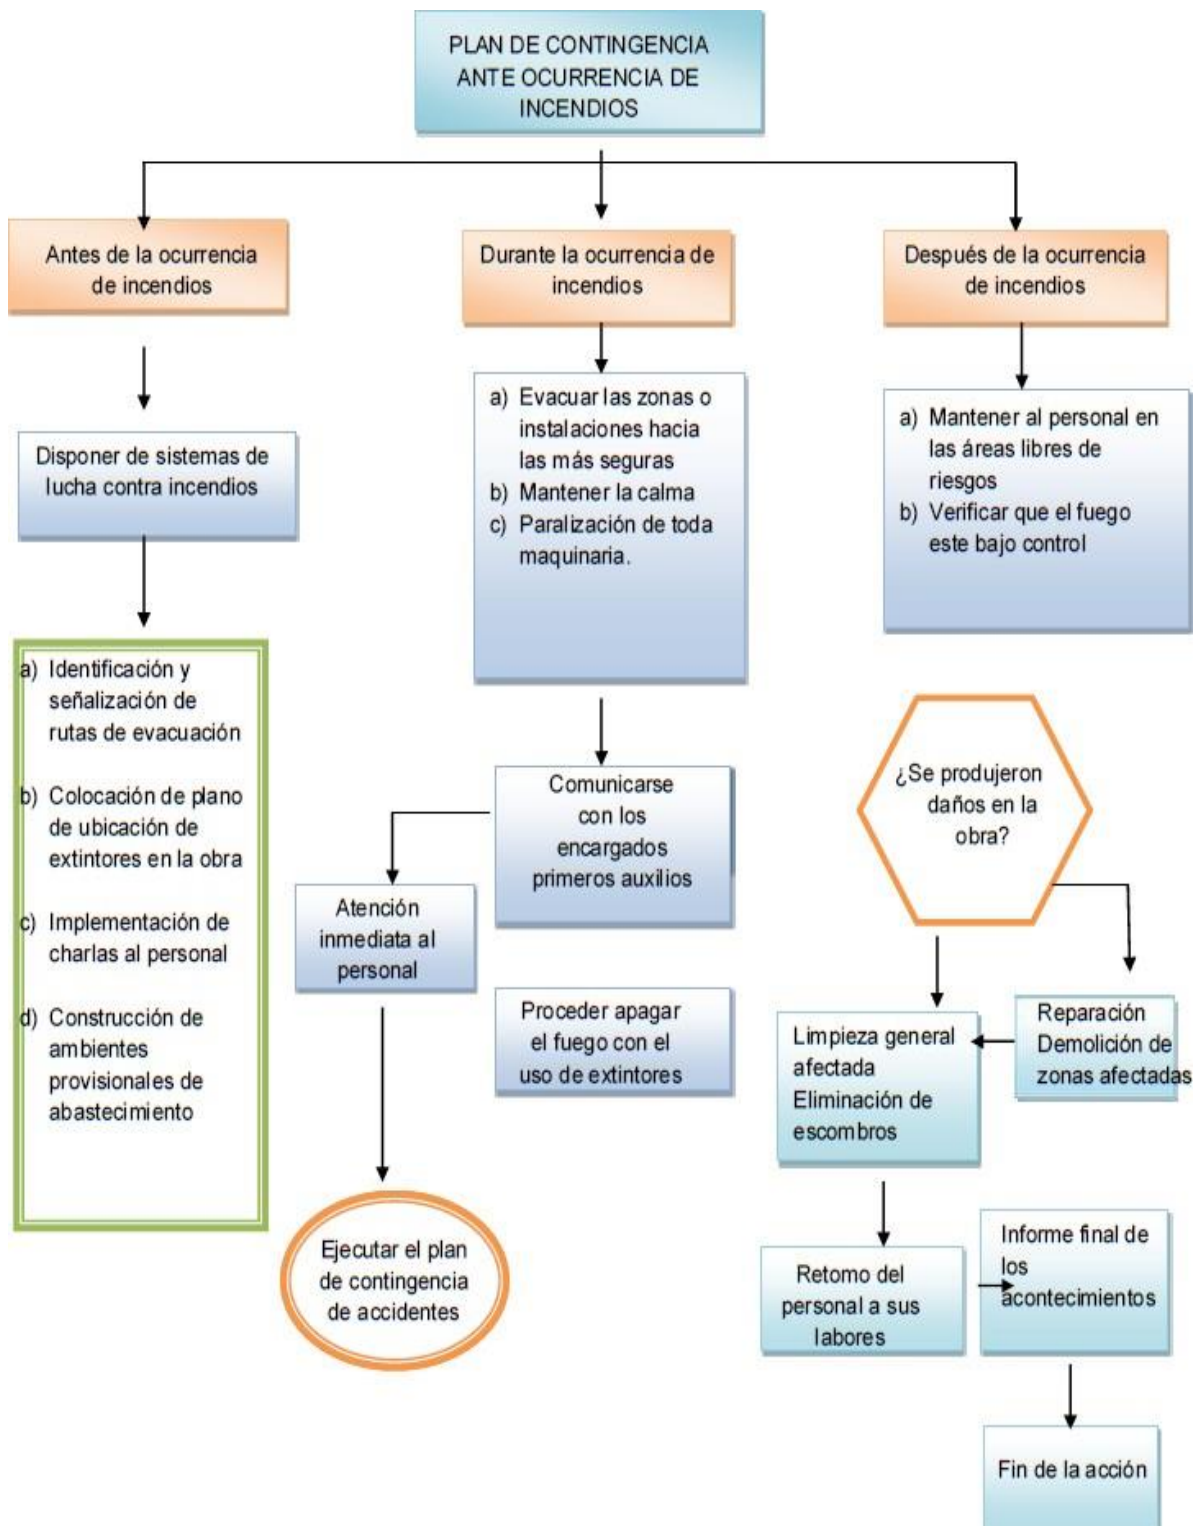 PLAN DE CONTINGENCIA
ANTE OCURRENCIA DE
INCENDIOS
Antes de la ocurrencia
de incendios
Disponer de sistemas de
lucha contra incendios
a) Identificación y
señalización de
rutas de evacuación
b) Colocación de plano
de ubicación de
extintores en la obra
c) Implementación de
charlas al personal
d) Construcción de
ambientes
provisionales de
abastecimiento
Durante la ocurrencia de
incendios
a) Evacuar las zonas o
instalaciones hacia
las más seguras
b) Mantener la calma
c) Paralización de toda
maquinaria.
Comunicarse
con los
encargados
primeros auxilios
Atención
inmediata al
personal
Proceder apagar
el fuego con el
uso de extintores
Ejecutar el plan
de contingencia
de accidentes
Después de la ocurrencia
de incendios
a) Mantener al personal en
las áreas libres de
riesgos
b) Verificar que el fuego
este bajo control
¿Se produjeron
daños en la
obra?
Reparación
Demolición de
zonas afectadas
Limpieza general
afectada
Eliminación de
escombros
Retomo del
personal a sus
labores
Informe final de
los
acontecimientos
Fin de la acción